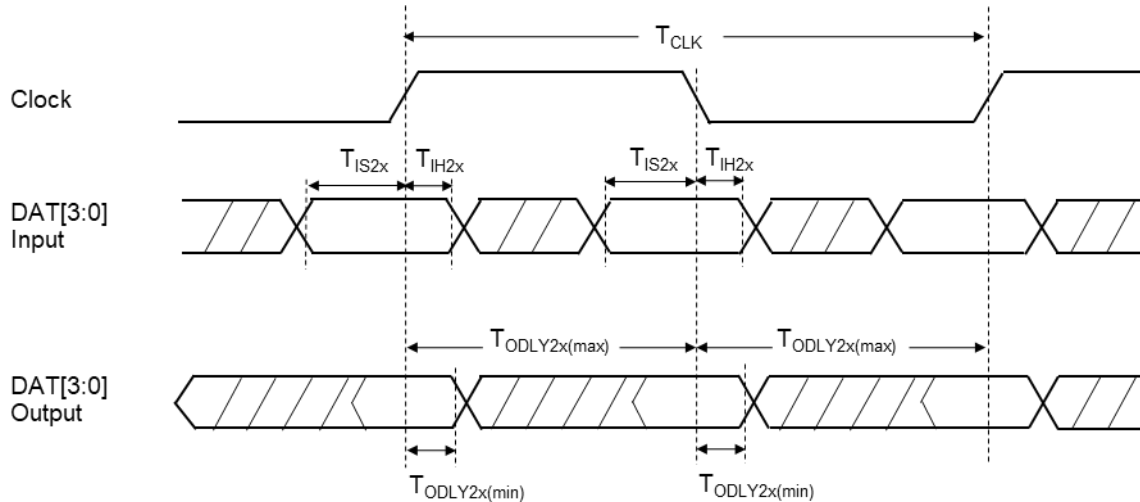 TCLK
Clock
TIS2x TIH2x TIS2x TIH2x
DAT[3:0]
Input
TODLY2x(max) TODLY2x(max)
DAT[3:0]
Output
TODLY2x(min) TODLY2x(min)